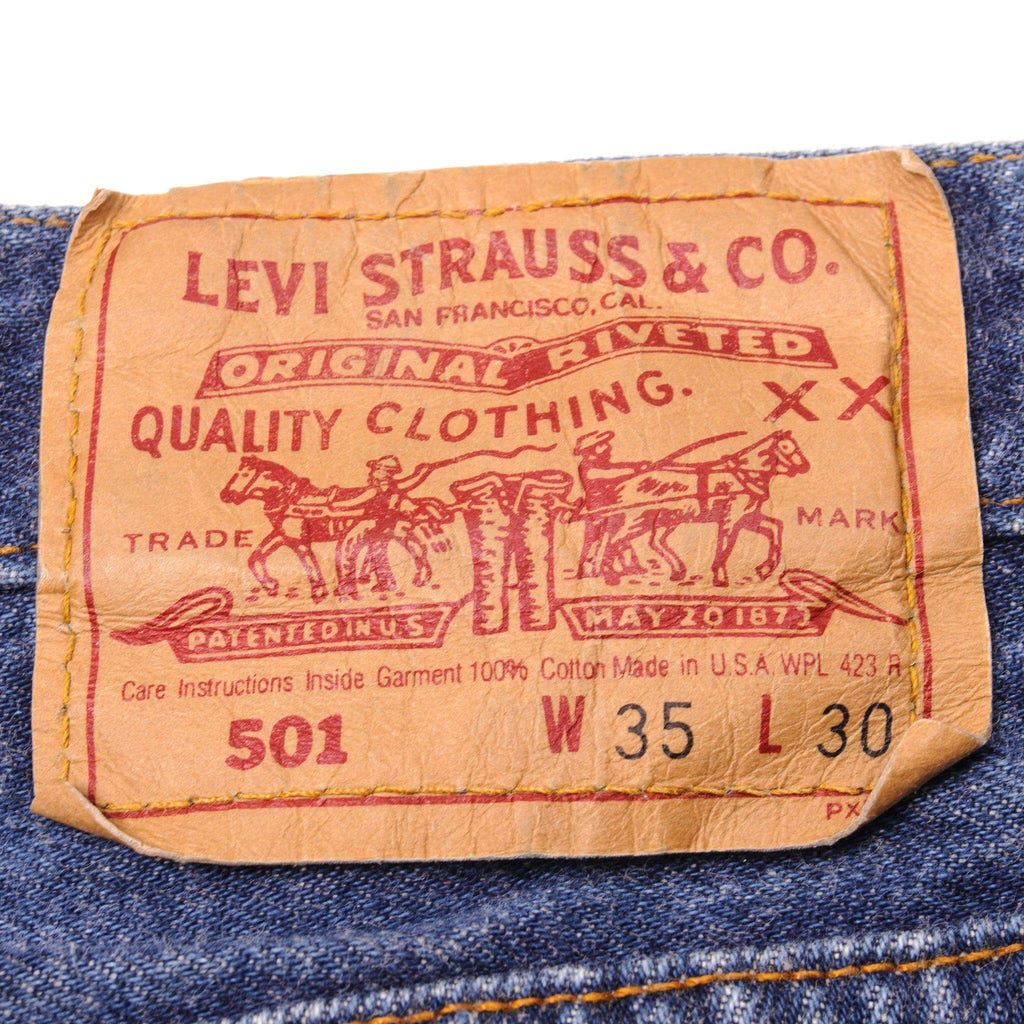 LEVI STRAUSS & CO.
SAN FRANCISCO, CAL.
ORIGINAL RIVETED
QUALITY CLOTHING. XX
TRADE MARK
PATENTED IN U S MAY 20 1873
Care Instructions Inside Garment 100% Cotton Made in U.S.A. WPL 423 R
501 W 35 L 30